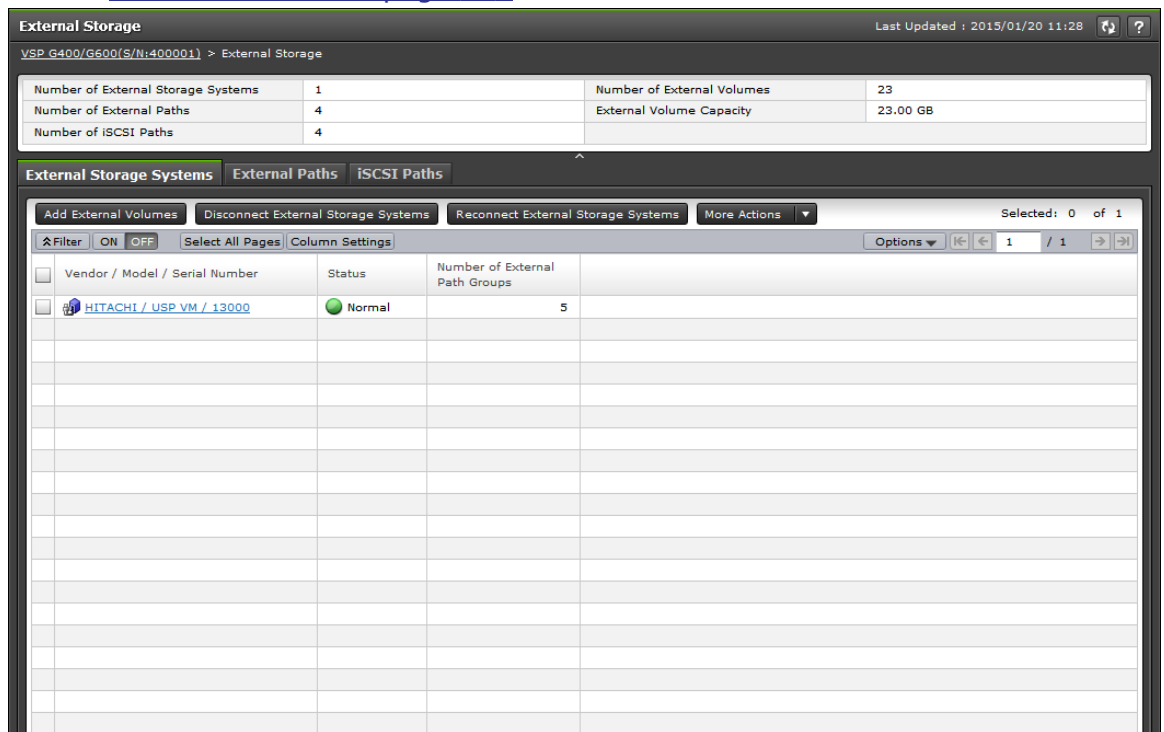 External Storage Last Updated : 2015/01/20 11:28 ?
VSP G400/G600(S/N:400001) > External Storage
Number of External Storage Systems 1 Number of External Volumes 23
Number of External Paths 4 External Volume Capacity 23.00 GB
Number of iSCSI Paths 4
External Storage Systems External Paths iSCSI Paths
Add External Volumes Disconnect External Storage Systems Reconnect External Storage Systems More Actions Selected: 0 of 1
Filter ON OFF Select All Pages Column Settings Options 1 / 1
Vendor / Model / Serial Number Status Number of External
Path Groups
HITACHI / USP VM / 13000 Normal 5